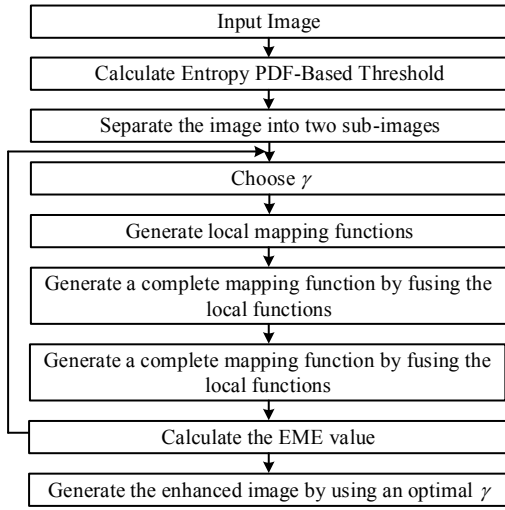 Input Image
Calculate Entropy PDF-Based Threshold
Separate the image into two sub-images
Choose γ
Generate local mapping functions
Generate a complete mapping function by fusing the
local functions
Generate a complete mapping function by fusing the
local functions
Calculate the EME value
Generate the enhanced image by using an optimal γ